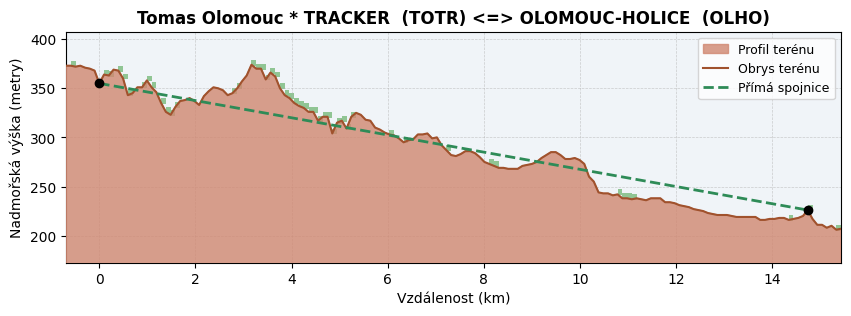 Tomas Olomouc * TRACKER (TOTR) <=> OLOMOUC-HOLICE (OLHO)
Nadmořská výška (metry)
400
350
300
250
200
Profil terénu
Obrys terénu
Přímá spojnice
0 2 4 6 8 10 12 14
Vzdálenost (km)